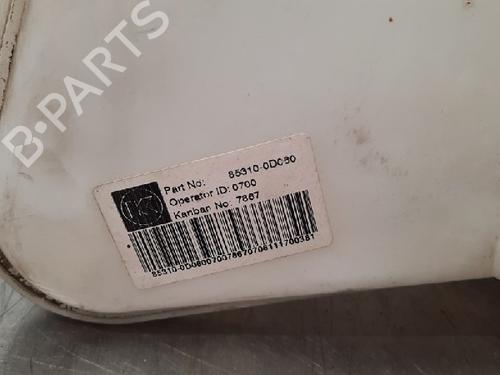 B-PARTS
Part No: 85310-0D080
Operator ID: 0700
Kanban No: 7867